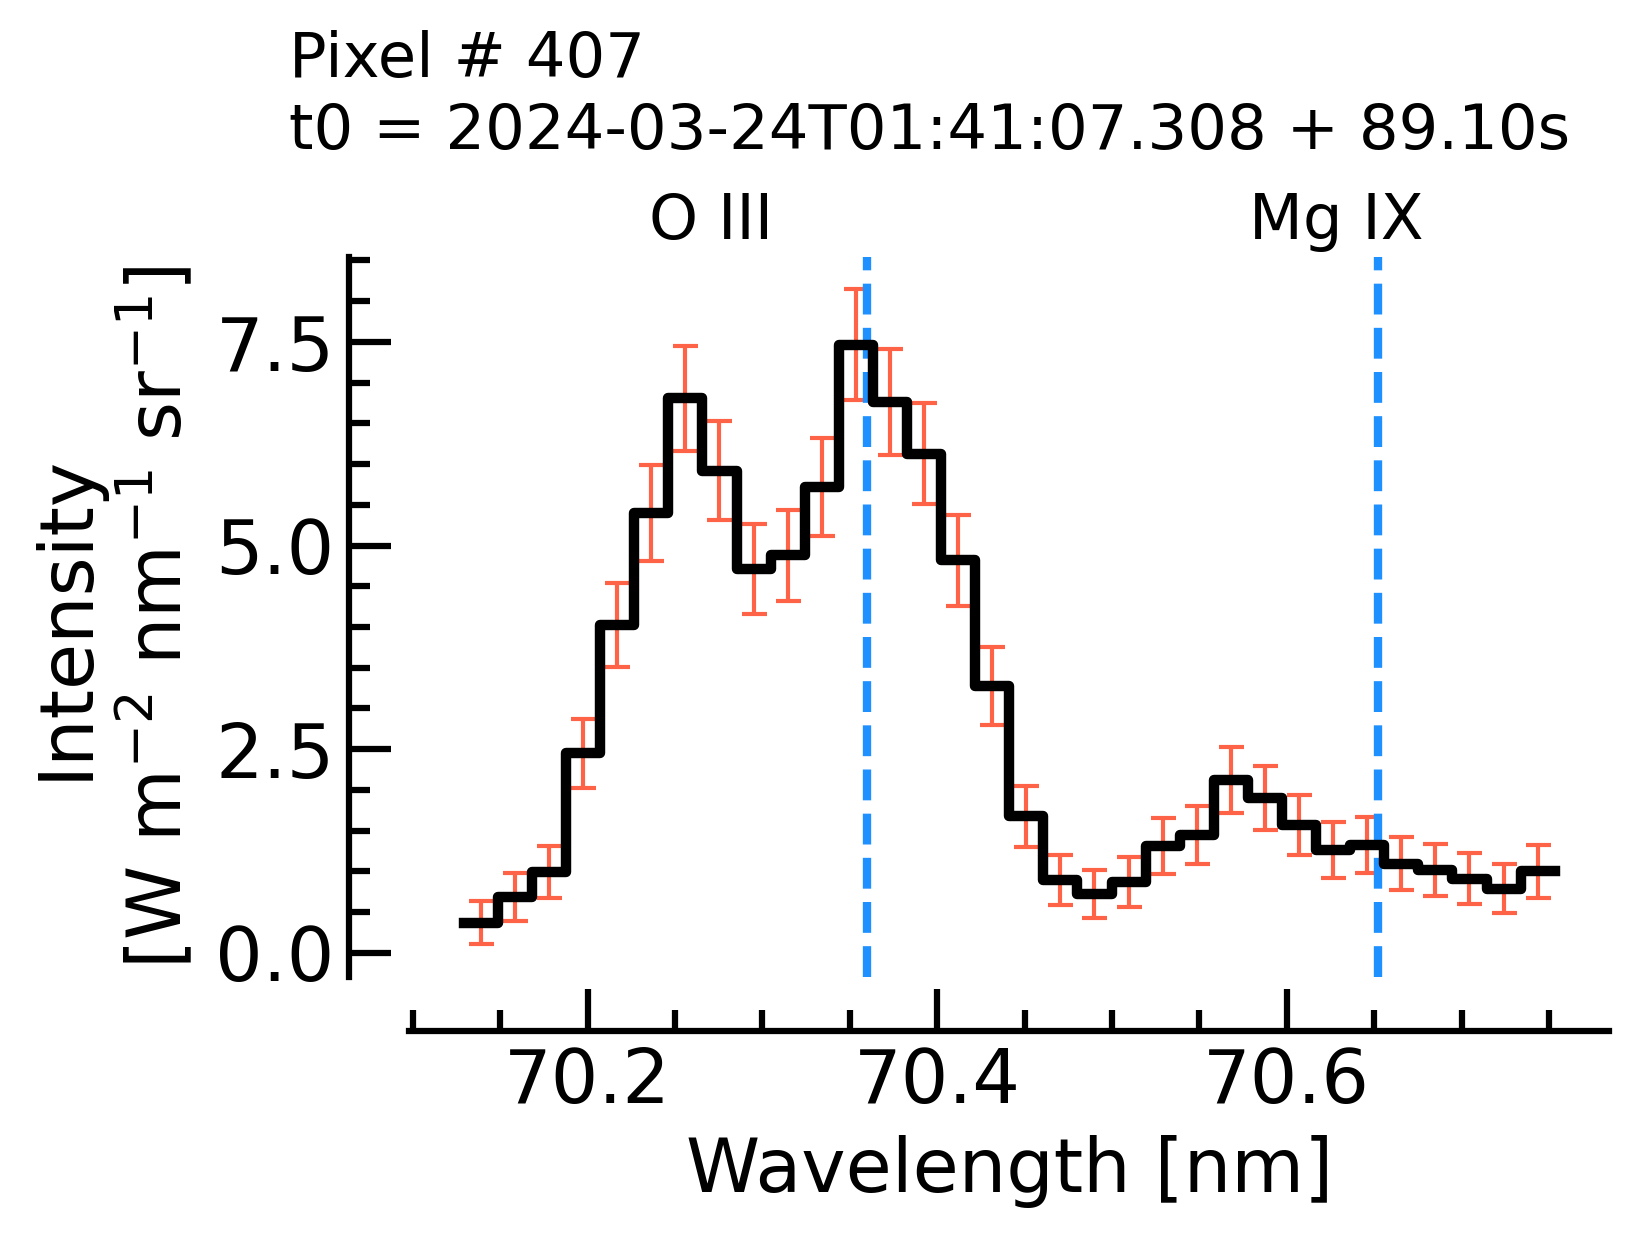 Pixel # 407
t0 = 2024-03-24T01:41:07.308 + 89.10s
O III Mg IX
Intensity
[W m⁻² nm⁻¹ sr⁻¹]
7.5
5.0
2.5
0.0
70.2 70.4 70.6
Wavelength [nm]